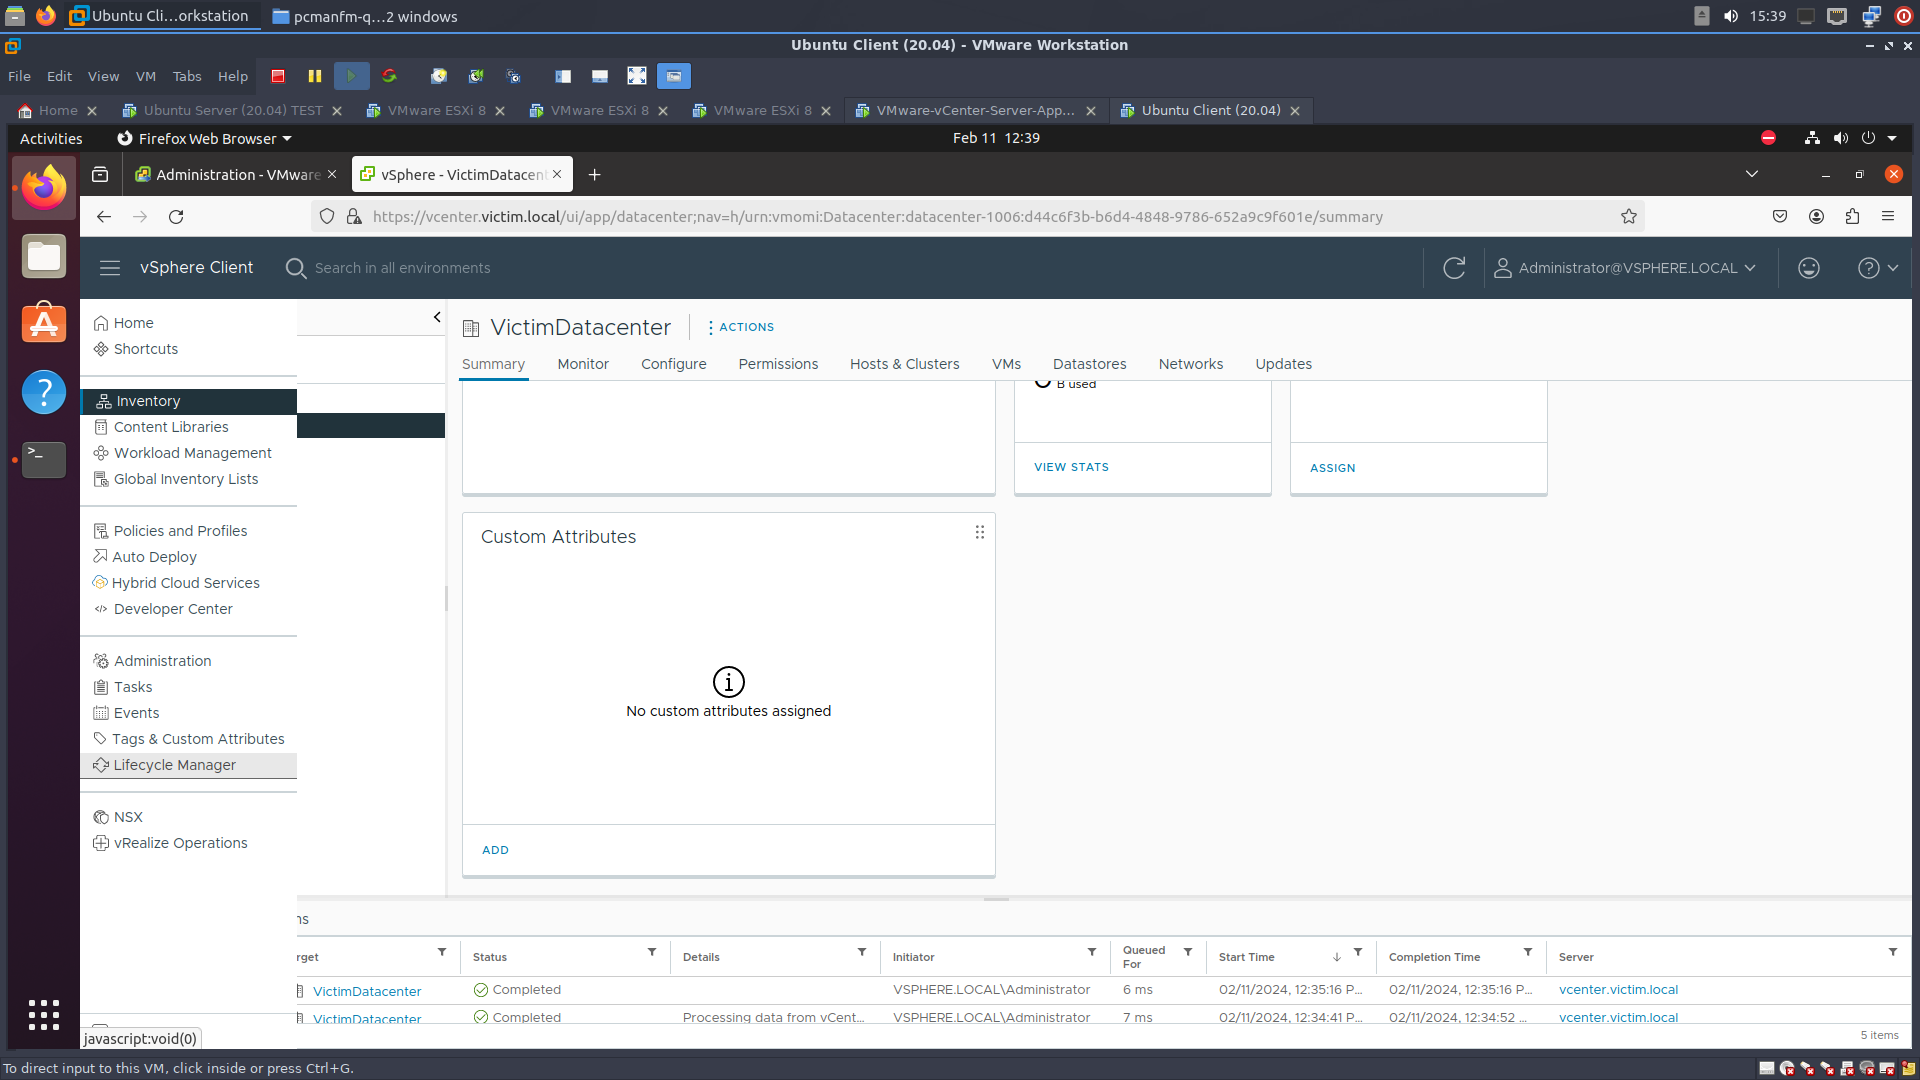 Ubuntu Cli...orkstation
pcmanfm-q...2 windows
15:39
Ubuntu Client (20.04) - VMware Workstation
File Edit View VM Tabs Help
Home
Ubuntu Server (20.04) TEST
VMware ESXi 8
VMware ESXi 8
VMware ESXi 8
VMware-vCenter-Server-App...
Ubuntu Client (20.04)
Activities
Firefox Web Browser
Feb 11 12:39
Administration - VMware
vSphere - VictimDatacent
https://vcenter.victim.local/ui/app/datacenter;nav=h/urn:vmomi:Datacenter:datacenter-1006:d44c6f3b-b6d4-4848-9786-652a9c9f601e/summary
vSphere Client
Search in all environments
Administrator@VSPHERE.LOCAL
Home
Shortcuts
Inventory
Content Libraries
Workload Management
Global Inventory Lists
Policies and Profiles
Auto Deploy
Hybrid Cloud Services
Developer Center
Administration
Tasks
Events
Tags & Custom Attributes
Lifecycle Manager
NSX
vRealize Operations
VictimDatacenter
ACTIONS
Summary Monitor Configure Permissions Hosts & Clusters VMs Datastores Networks Updates
B used
VIEW STATS
ASSIGN
Custom Attributes
No custom attributes assigned
ADD
ns
rget Status Details Initiator Queued For Start Time Completion Time Server
VictimDatacenter Completed VSPHERE.LOCAL\Administrator 6 ms 02/11/2024, 12:35:16 P... 02/11/2024, 12:35:16 P... vcenter.victim.local
VictimDatacenter Completed Processing data from vCent... VSPHERE.LOCAL\Administrator 7 ms 02/11/2024, 12:34:41 P... 02/11/2024, 12:34:52 ... vcenter.victim.local
5 items
javascript:void(0)
To direct input to this VM, click inside or press Ctrl+G.